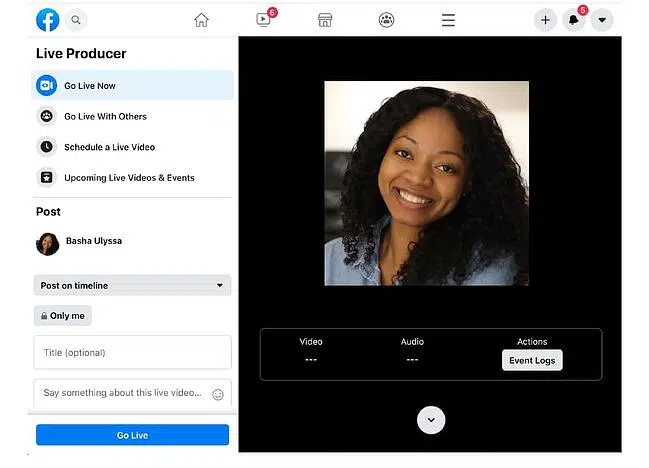 6
5
Live Producer
Go Live Now
Go Live With Others
Schedule a Live Video
Upcoming Live Videos & Events
Post
Basha Ulyssa
Post on timeline
Only me
Title (optional)
Say something about this live video...
Go Live
Video
Audio
Actions
---
---
Event Logs